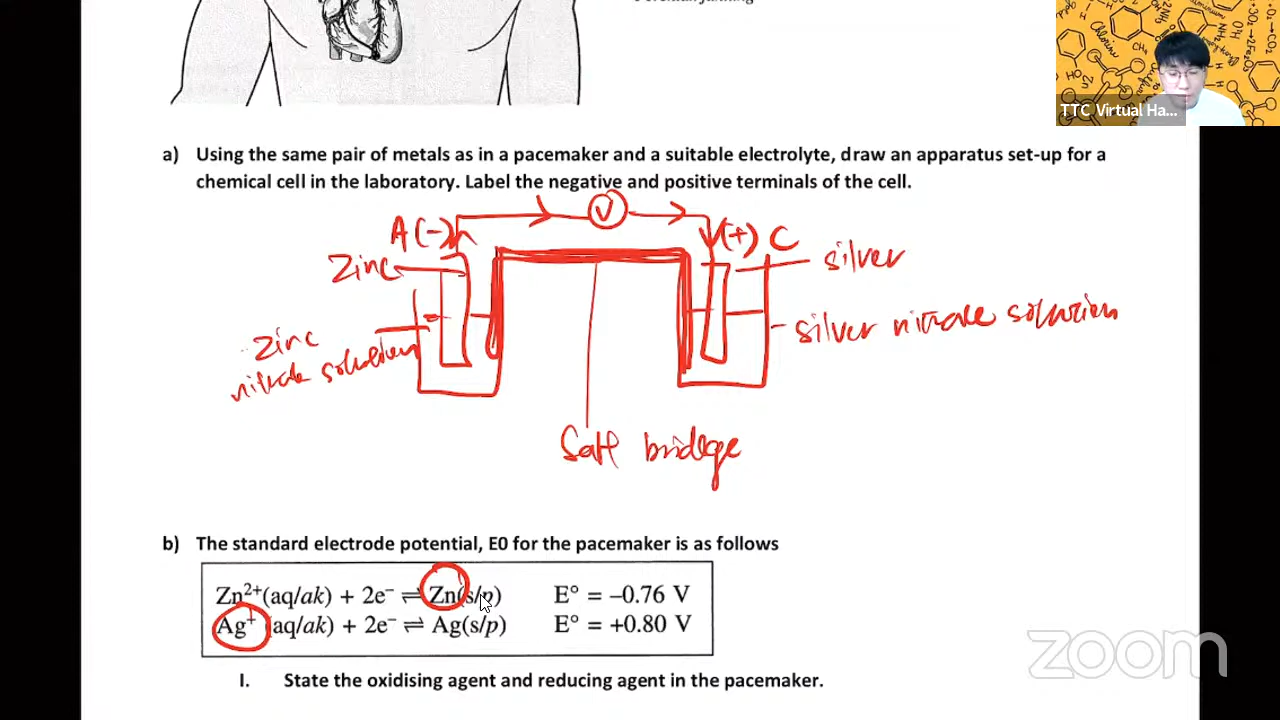 TTC Virtual Ha...
a) Using the same pair of metals as in a pacemaker and a suitable electrolyte, draw an apparatus set-up for a
chemical cell in the laboratory. Label the negative and positive terminals of the cell.
V
A (-)
(+) C
Zinc
silver
zinc
nitrate solution
silver nitrate solution
Salt bridge
b) The standard electrode potential, E0 for the pacemaker is as follows
Zn²⁺(aq/ak) + 2e⁻ ⇌ Zn(s/p) E° = –0.76 V
Ag⁺ (aq/ak) + 2e⁻ ⇌ Ag(s/p) E° = +0.80 V
I. State the oxidising agent and reducing agent in the pacemaker.
zoom